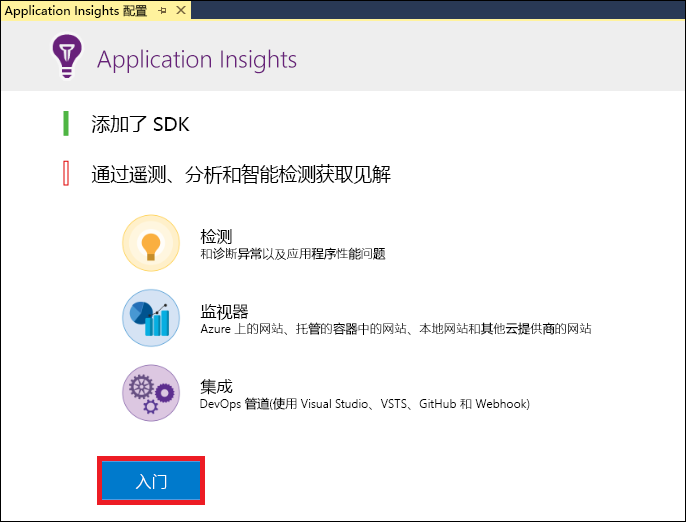 Application Insights 配置
Application Insights
添加了 SDK
通过遥测、分析和智能检测获取见解
检测
和诊断异常以及应用程序性能问题
监视器
Azure 上的网站、托管的容器中的网站、本地网站和其他云提供商的网站
集成
DevOps 管道(使用 Visual Studio、VSTS、GitHub 和 Webhook)
入门